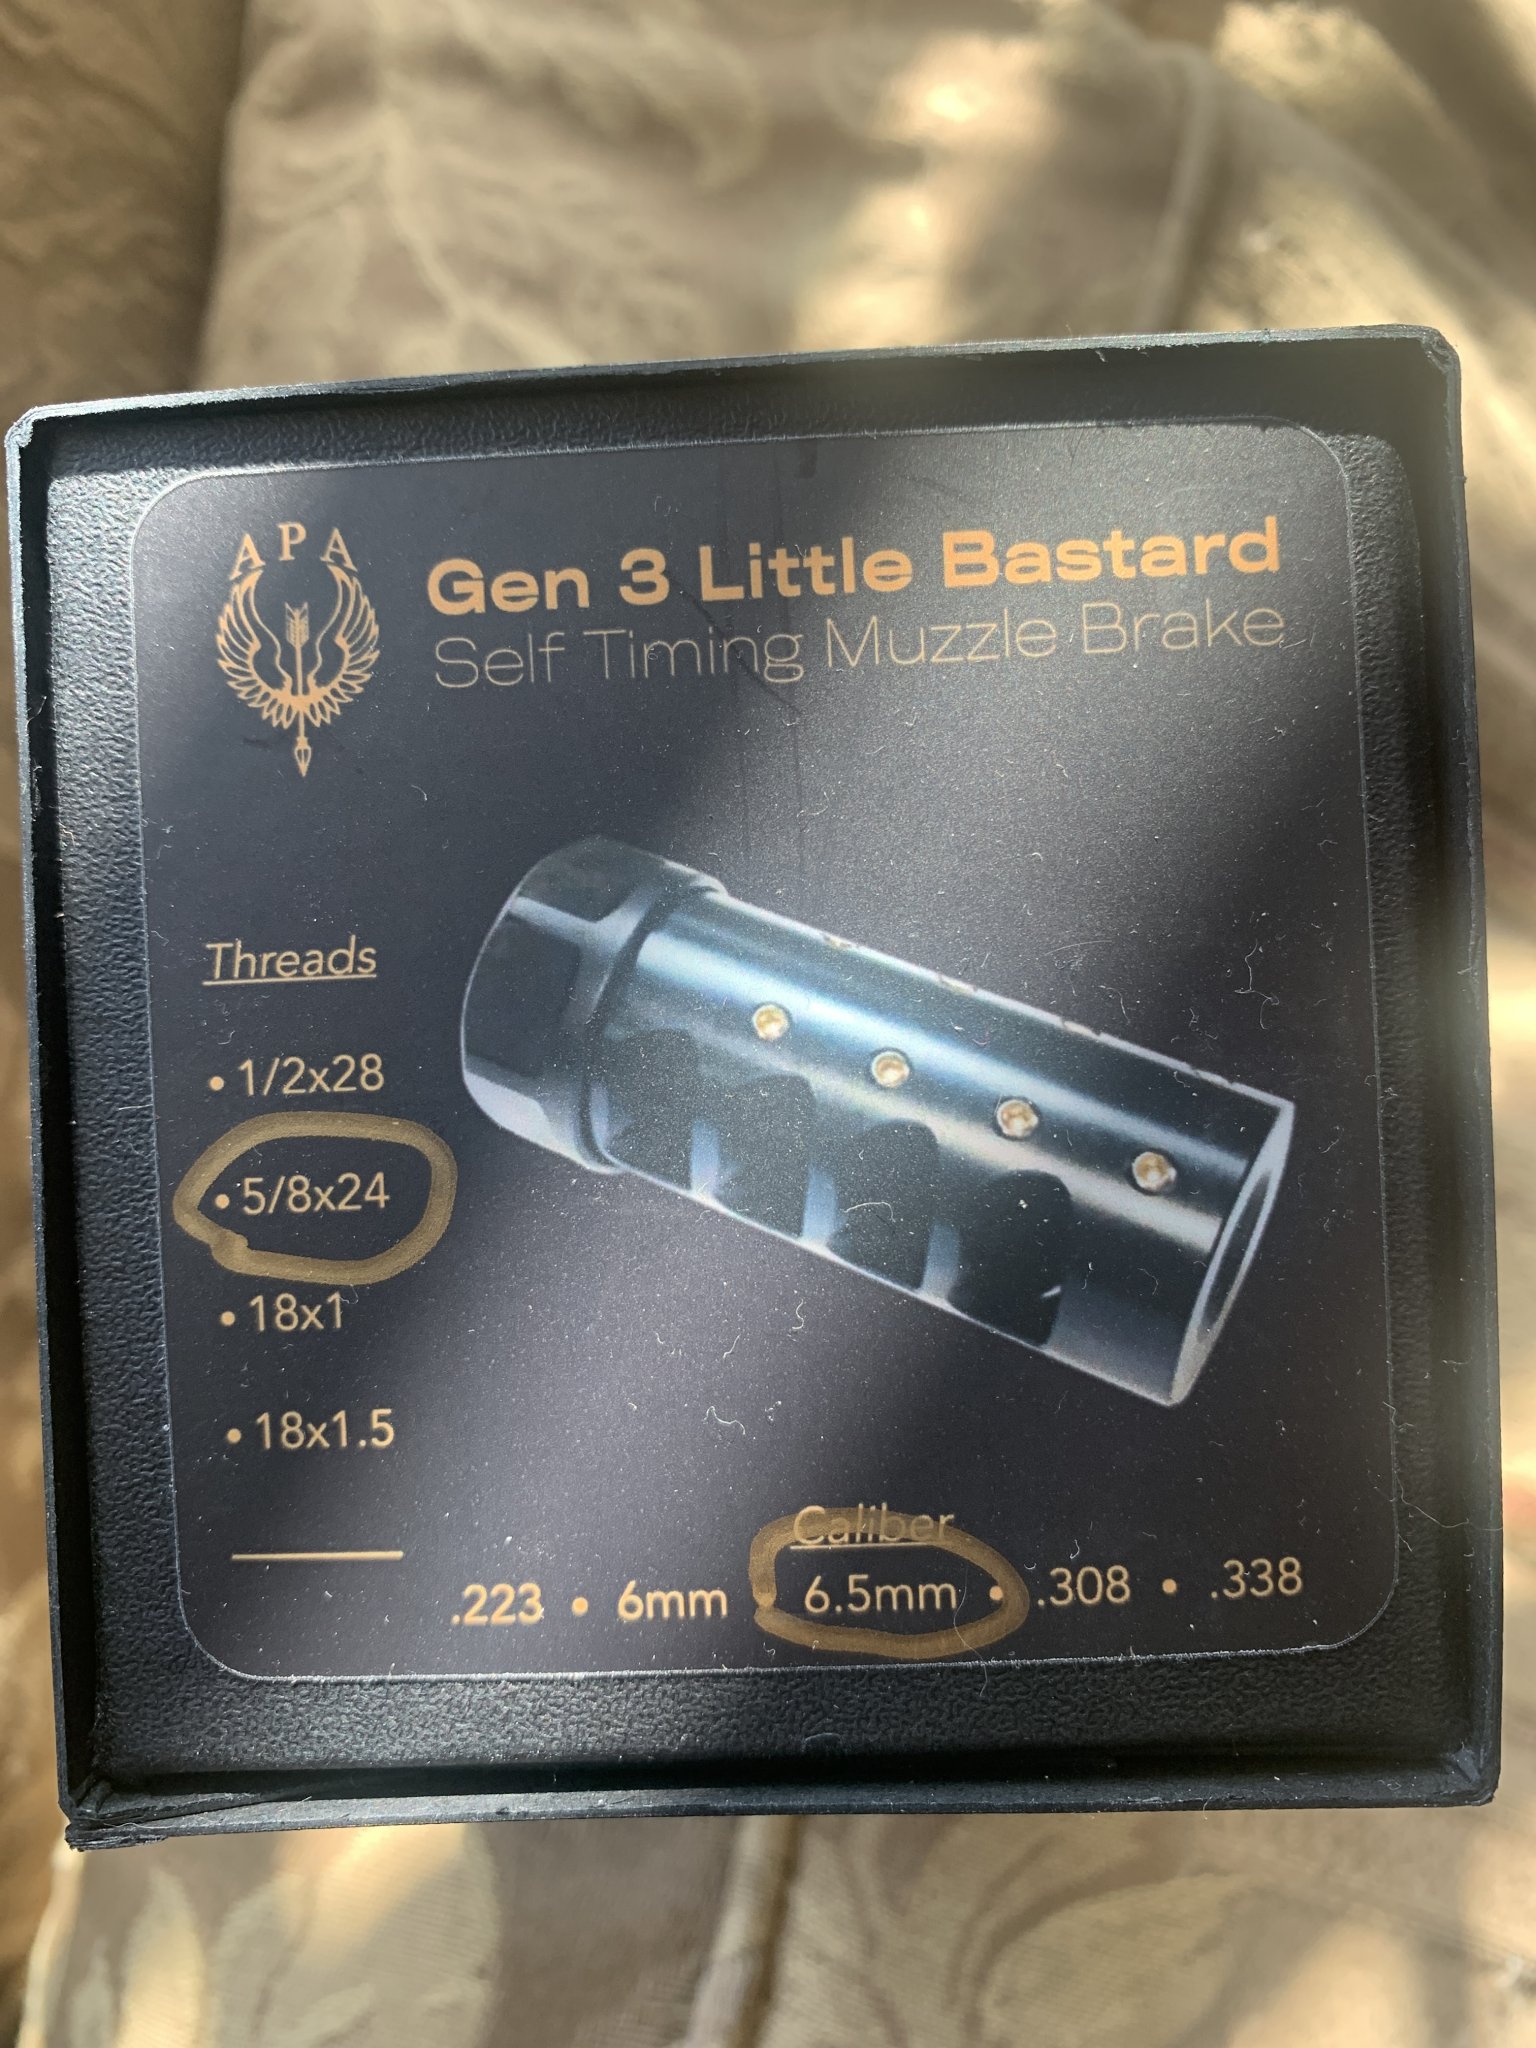 APA
Gen 3 Little Bastard
Self Timing Muzzle Brake
Threads
• 1/2x28
• 5/8x24
• 18x1
• 18x1.5
Caliber
.223 • 6mm • 6.5mm • .308 • .338